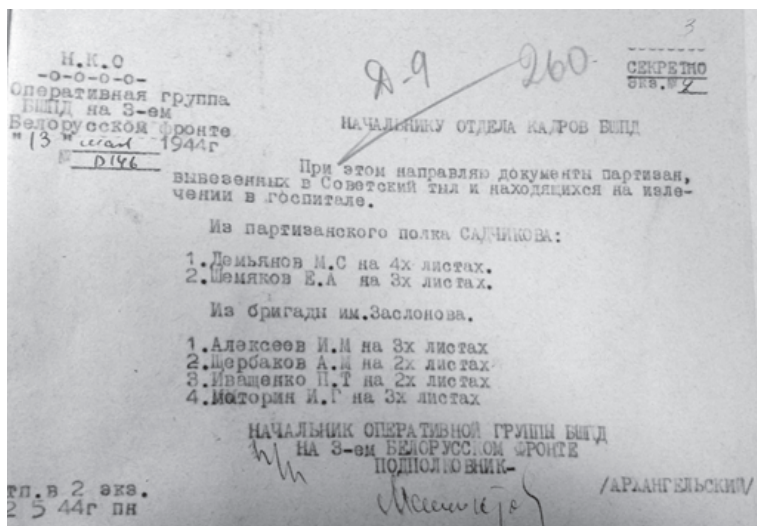 3
Н.К.О
-о-о-о-о-
Оперативная группа
БШПД на 3-ем
Белорусском фронте
"13" мая 1944г
№ 0146
Д-9
260
СЕКРЕТНО
экз.№ 2
НАЧАЛЬНИКУ ОТДЕЛА КАДРОВ БШПД
При этом направляю документы партизан,
вывезенных в Советский тыл и находящихся на изле-
чении в госпитале.
Из партизанского полка САДЧИКОВА:
1.Демьянов М.С на 4х листах.
2.Шемяков Е.А на 3х листах.
Из бригады им.Заслонова.
1.Алексеев И.М на 3х листах
2.Щербаков А.М на 2х листах
3.Иващенко П.Т на 2х листах
4.Моторин И.Г на 3х листах
НАЧАЛЬНИК ОПЕРАТИВНОЙ ГРУППЫ БШПД
НА 3-ем БЕЛОРУССКОМ ФРОНТЕ
ПОДПОЛКОВНИК-
/АРХАНГЕЛЬСКИЙ/
тп.в 2 экз.
2 5 44г пн